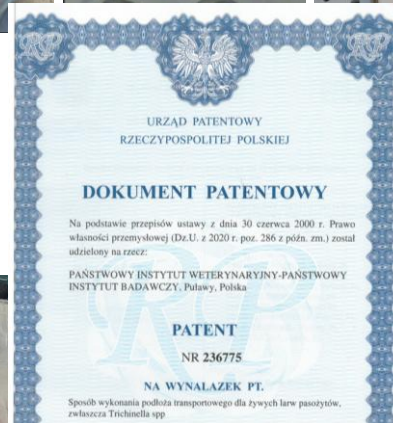 URZĄD PATENTOWY
RZECZYPOSPOLITEJ POLSKIEJ
DOKUMENT PATENTOWY
Na podstawie przepisów ustawy z dnia 30 czerwca 2000 r. Prawo
własności przemysłowej (Dz.U. z 2020 r. poz. 286 z późn. zm.) został
udzielony na rzecz:
PAŃSTWOWY INSTYTUT WETERYNARYJNY-PAŃSTWOWY
INSTYTUT BADAWCZY, Puławy, Polska
PATENT
NR 236775
NA WYNALAZEK PT.
Sposób wykonania podłoża transportowego dla żywych larw pasożytów,
zwłaszcza Trichinella spp